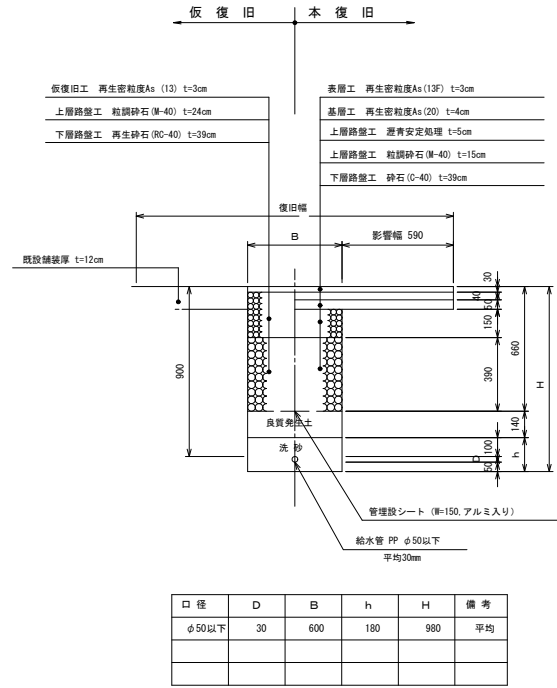 仮 復 旧
本 復 旧
仮復旧工 再生密粒度As (13) t=3cm
上層路盤工 粒調砕石(M-40) t=24cm
下層路盤工 再生砕石(RC-40) t=39cm
表層工 再生密粒度As(13F) t=3cm
基層工 再生密粒度As(20) t=4cm
上層路盤工 瀝青安定処理 t=5cm
上層路盤工 粒調砕石(M-40) t=15cm
下層路盤工 砕石(C-40) t=39cm
復旧幅
B
影響幅 590
既設舗装厚 t=12cm
30
40
50
150
390
660
900
H
140
100
D
50
h
良質発生土
洗 砂
管埋設シート (W=150,アルミ入り)
給水管 PP φ50以下
平均30mm
口 径 D B h H 備 考
φ50以下 30 600 180 980 平均